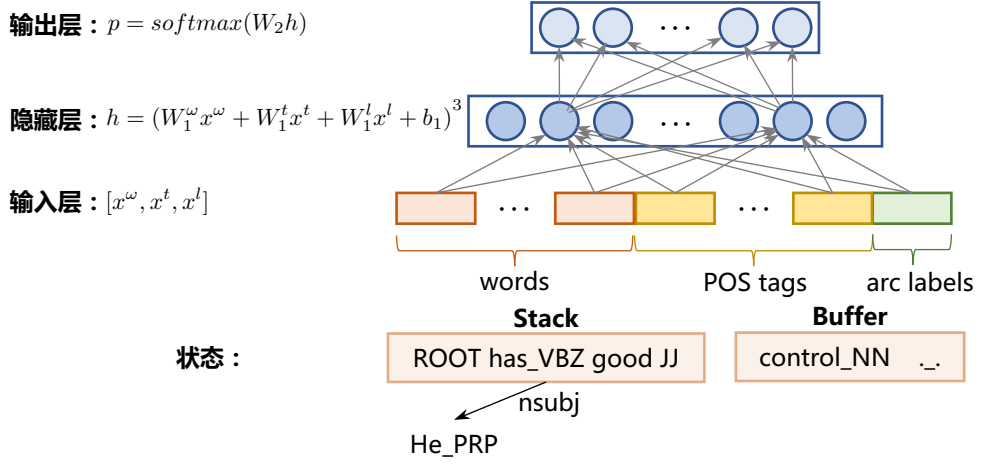 输出层：p = softmax(W₂h)
隐藏层：h = (W₁^ω x^ω + W₁^t x^t + W₁^l x^l + b₁)³
输入层：[x^ω, x^t, x^l]
...
...
... ...
words POS tags arc labels
Stack Buffer
状态：
ROOT has_VBZ good JJ control_NN ._.
nsubj
He_PRP